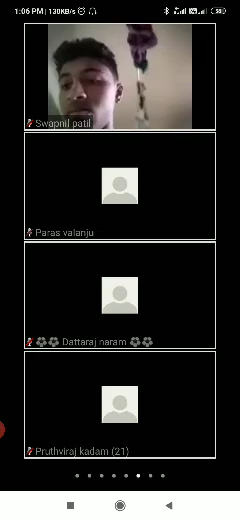 1:06 PM | 130KB/s
Swapnil patil
Paras valanju
Dattaraj naram
Pruthviraj kadam (21)